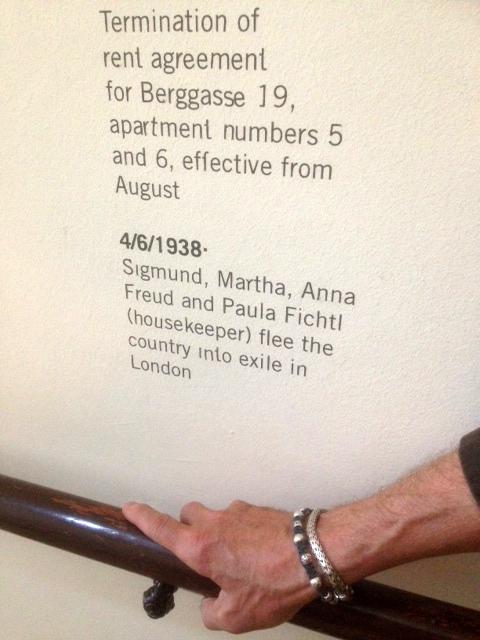 Termination of
rent agreement
for Berggasse 19,
apartment numbers 5
and 6, effective from
August
4/6/1938·
Sigmund, Martha, Anna
Freud and Paula Fichtl
(housekeeper) flee the
country into exile in
London